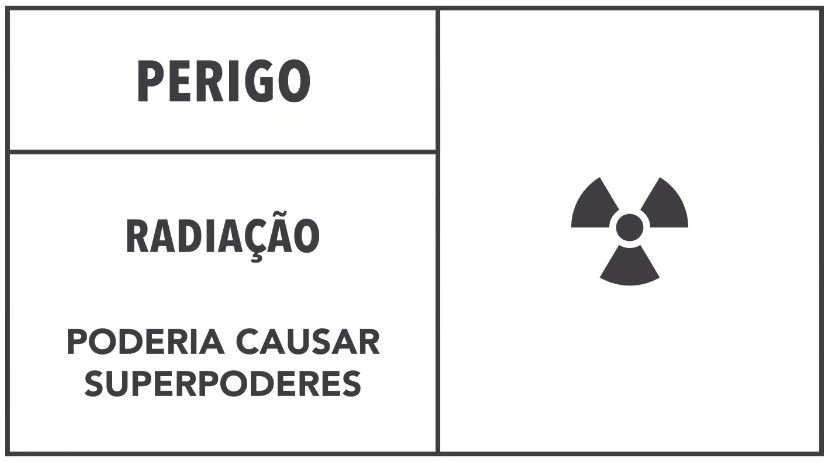 PERIGO
RADIAÇÃO
PODERIA CAUSAR
SUPERPODERES